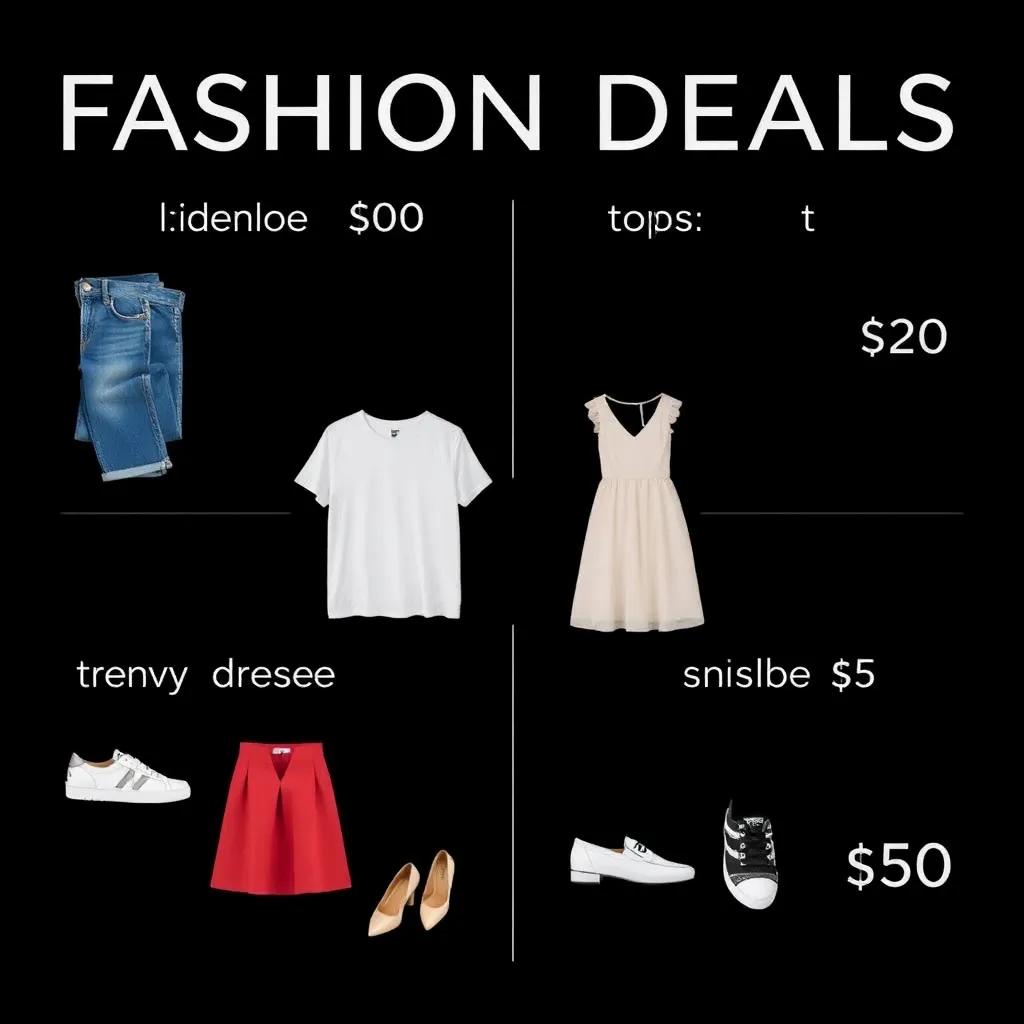 FASHION DEALS
l:idenloe $00
tops: t
$20
trenvy dresee
snislbe $5
$50